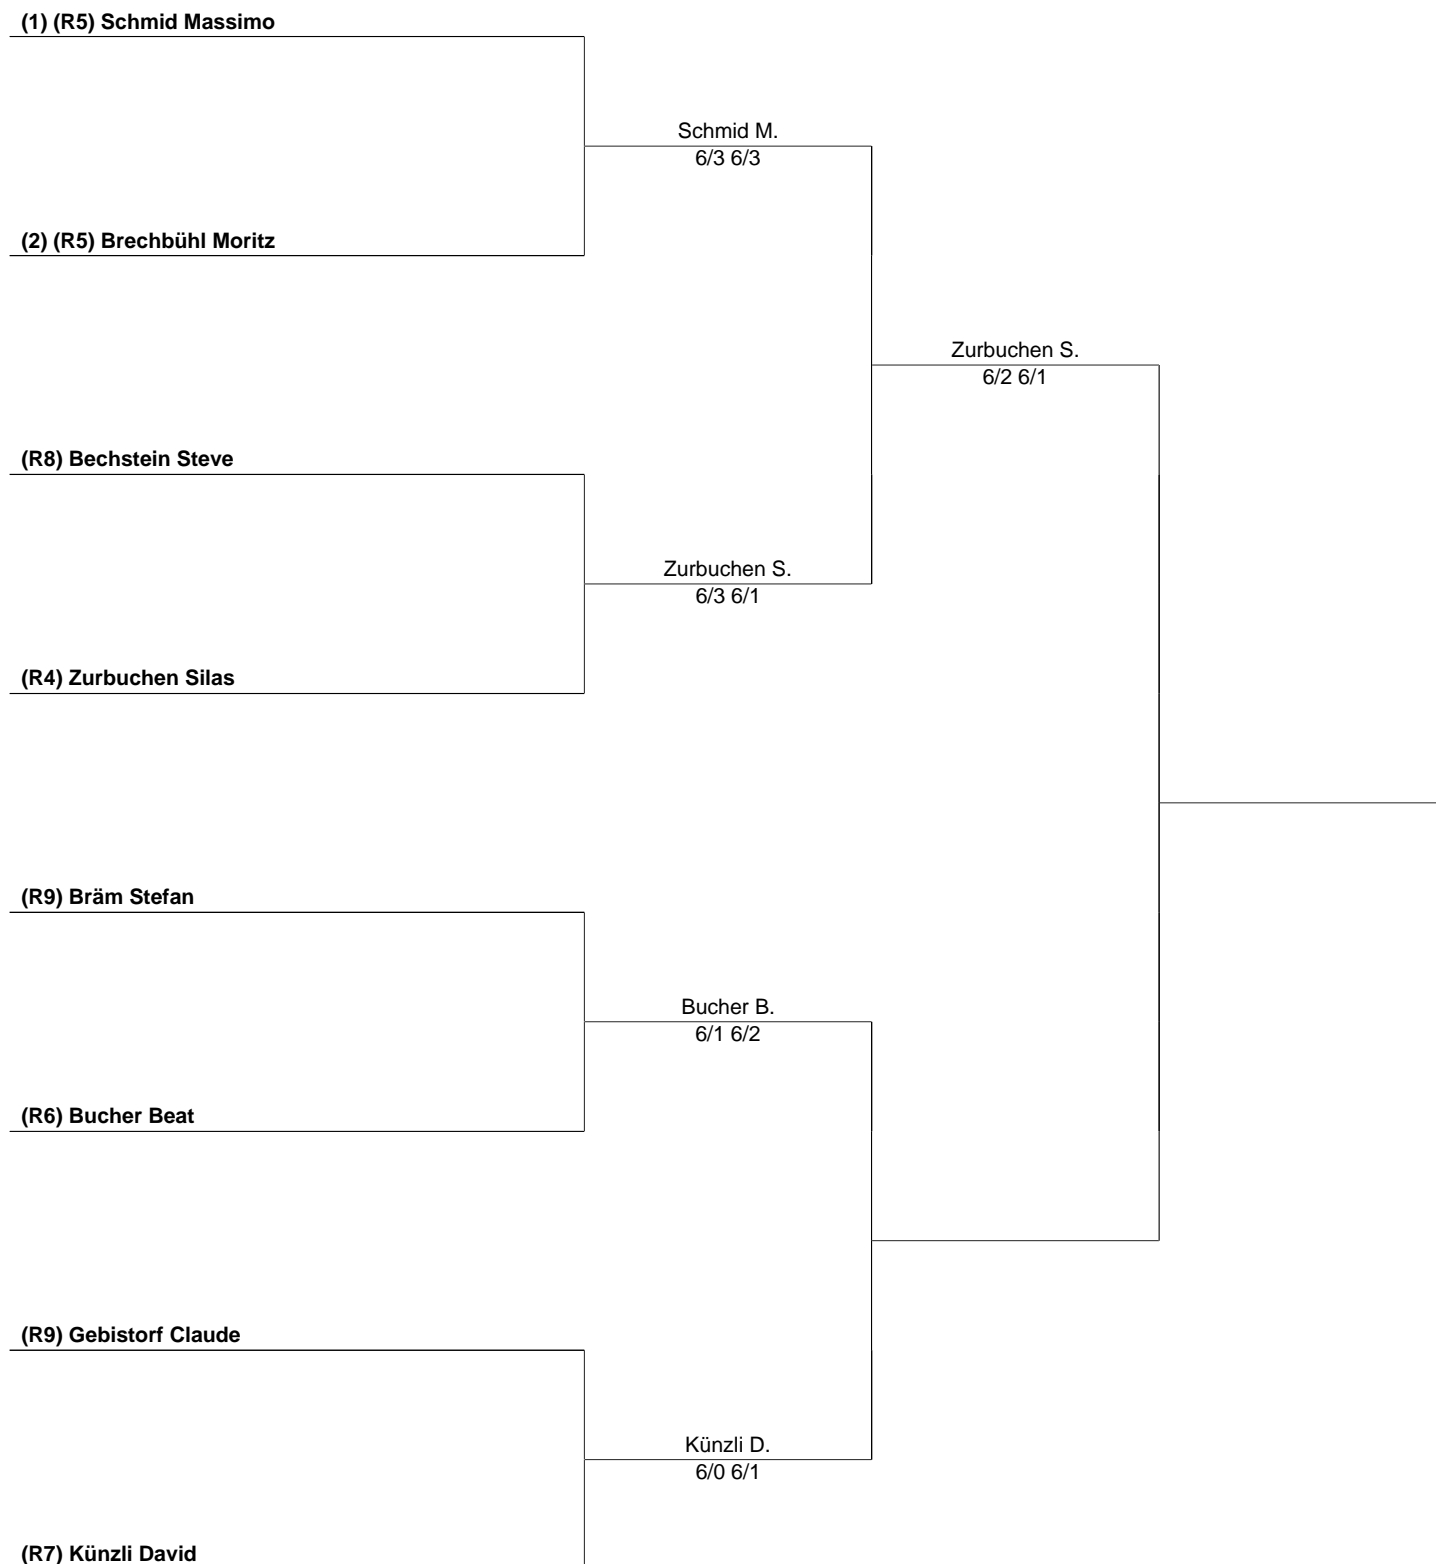 (1) (R5) Schmid Massimo
Schmid M.
6/3 6/3
(2) (R5) Brechbühl Moritz
Zurbuchen S.
6/2 6/1
(R8) Bechstein Steve
Zurbuchen S.
6/3 6/1
(R4) Zurbuchen Silas
(R9) Bräm Stefan
Bucher B.
6/1 6/2
(R6) Bucher Beat
(R9) Gebistorf Claude
Künzli D.
6/0 6/1
(R7) Künzli David